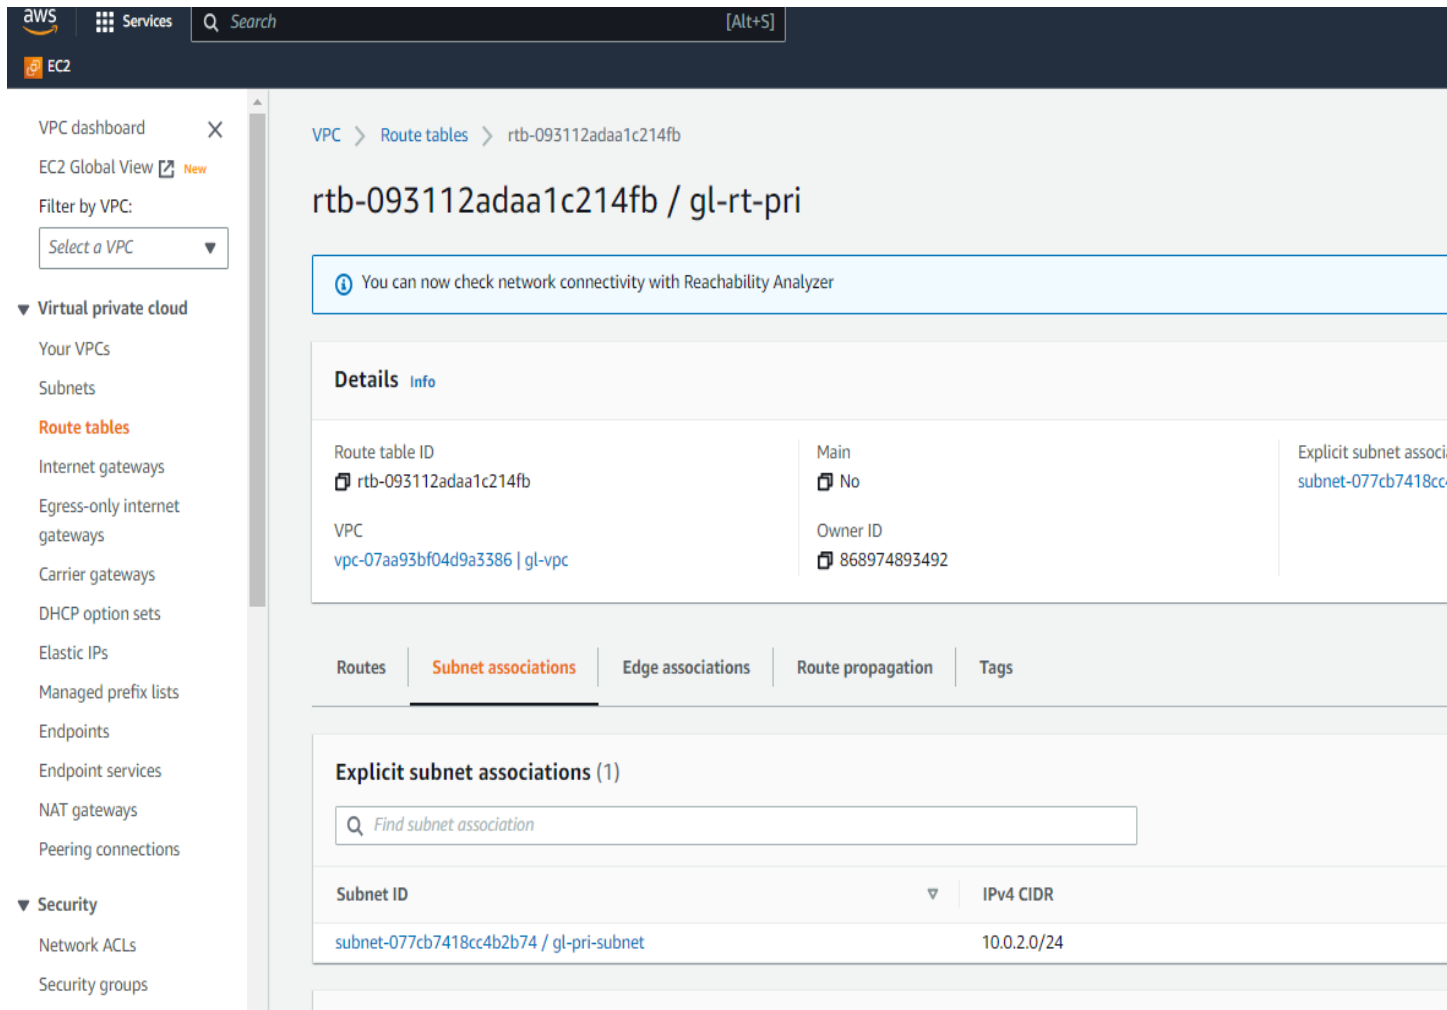 aws
Services
Search
[Alt+S]
EC2
VPC dashboard
EC2 Global View New
Filter by VPC:
Select a VPC
Virtual private cloud
Your VPCs
Subnets
Route tables
Internet gateways
Egress-only internet
gateways
Carrier gateways
DHCP option sets
Elastic IPs
Managed prefix lists
Endpoints
Endpoint services
NAT gateways
Peering connections
Security
Network ACLs
Security groups
VPC
Route tables
rtb-093112adaa1c214fb
rtb-093112adaa1c214fb / gl-rt-pri
You can now check network connectivity with Reachability Analyzer
Details Info
Route table ID
rtb-093112adaa1c214fb
VPC
vpc-07aa93bf04d9a3386 | gl-vpc
Main
No
Owner ID
868974893492
Explicit subnet associ
subnet-077cb7418cc4
Routes
Subnet associations
Edge associations
Route propagation
Tags
Explicit subnet associations (1)
Find subnet association
Subnet ID
IPv4 CIDR
subnet-077cb7418cc4b2b74 / gl-pri-subnet
10.0.2.0/24